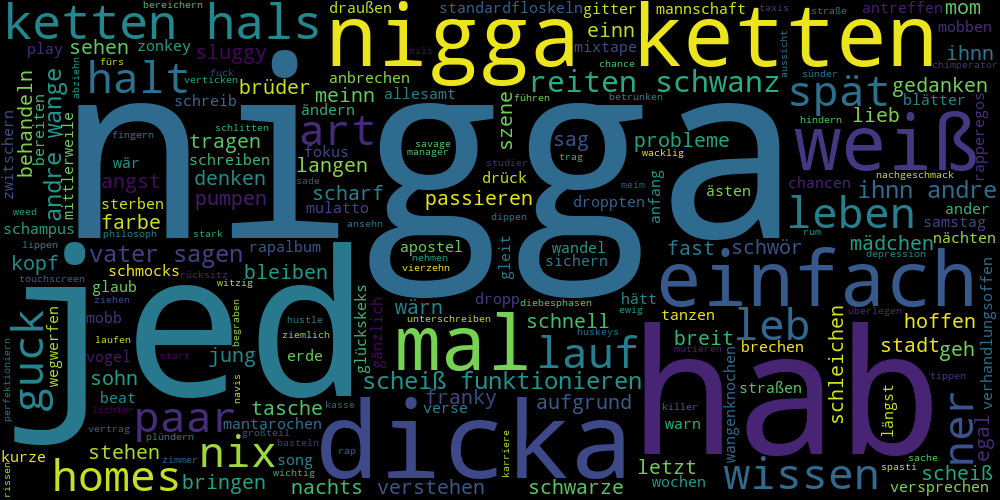 ketten hals
nigga ketten
bereichern
draußen
standardfloskeln
gitter
mannschaft
taxis
straße
antreffen
mom
play
sehen
zonkey
sluggy
einn
mixtape
hili
chance
aussicht
mobben
ihnn
fürs
verticken
fuck
brüder
anbrechen
reiten schwanz
spät
sünder
chimperator
gedanken
halt
abziehn
schreib
meinn
allesamt
führen
betrunken
hindern
blätter
zwitschern
behandeln
bereiten
andre wange
mittlerweile
nigga
ändern
szene
lieb
rapperegos
schlitten
fingern
tragen
art
savage
manager
sag
probleme
wacklig
weiß
wär
schreiben
fokus
trag
studier
nachgeschmack
angst
denken
langen
drück
chancen
ihnn andre
sade
scharf
passieren
anfang
meim
ästen
weed
sterben
pumpen
mulatto
dippen
droppten
leben
ander
samstag
schampus
farbe
philosoph
stark
ansehn
rum
nächten
lippen
vater sagen
rapalbum
apostel
nehmen
vierzehn
gleit
wandel
sichern
fast
schwör
mädchen
depression
kopf
schmocks
rücksitz
bleiben
touchscreen
glaub
witzig
einfach
verhandlungsoffen
ziehen
jed
dropp
diebesphasen
hätt
ewig
wärn
mobb
hustle
glückskeks
gänzlich
unterschreiben
huskeys
schnell
tanzen
leb
überlegen
hoffen
guck
wegwerfen
laufen
begraben
ziemlich
mal
breit
brechen
stadt
geh
perfektioniern
vogel
start
jung
erde
lauf
mutieren
schleichen
sohn
navis
scheiß funktionieren
straßen
tippen
beat
lichter
tasche
kasse
franky
aufgrund
hab
wangenknochen
längst
ner
egal
paar
vertrag
mantarochen
verse
killer
plündern
großteil
song
rap
dicka
karriere
warn
kurze
stehen
nix
basteln
letzt
wissen
spasti
sache
scheiß
rissen
homes
bringen
zimmer
wichtig
nachts
verstehen
schwarze
wochen
versprechen